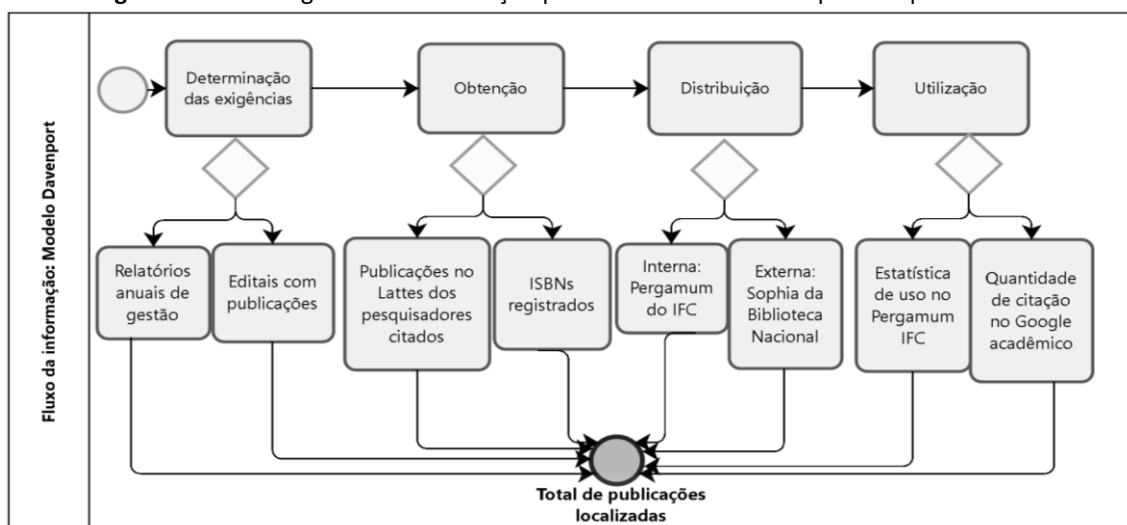 Fluxo da informação: Modelo Davenport
Determinação
das exigências
Obtenção
Distribuição
Utilização
Relatórios
anuais de
gestão
Editais com
publicações
Publicações no
Lattes dos
pesquisadores
citados
ISBNs
registrados
Interna:
Pergamum
do IFC
Externa:
Sophia da
Biblioteca
Nacional
Estatística
de uso no
Pergamum
IFC
Quantidade
de citação
no Google
acadêmico
Total de publicações
localizadas